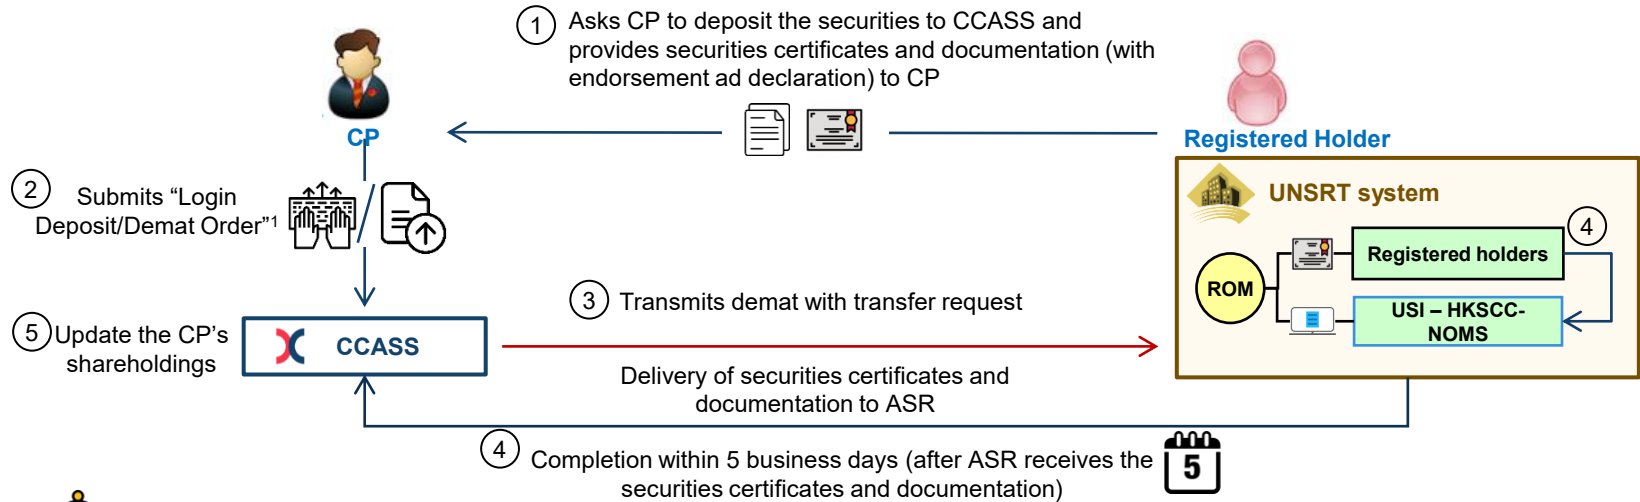 1 Asks CP to deposit the securities to CCASS and
provides securities certificates and documentation (with
endorsement ad declaration) to CP
CP
Registered Holder
2 Submits “Login
Deposit/Demat Order”1
UNSRT system
4
Registered holders
ROM
USI – HKSCC-
NOMS
3 Transmits demat with transfer request
5 Update the CP’s
shareholdings
CCASS
Delivery of securities certificates and
documentation to ASR
4 Completion within 5 business days (after ASR receives the
securities certificates and documentation)
5